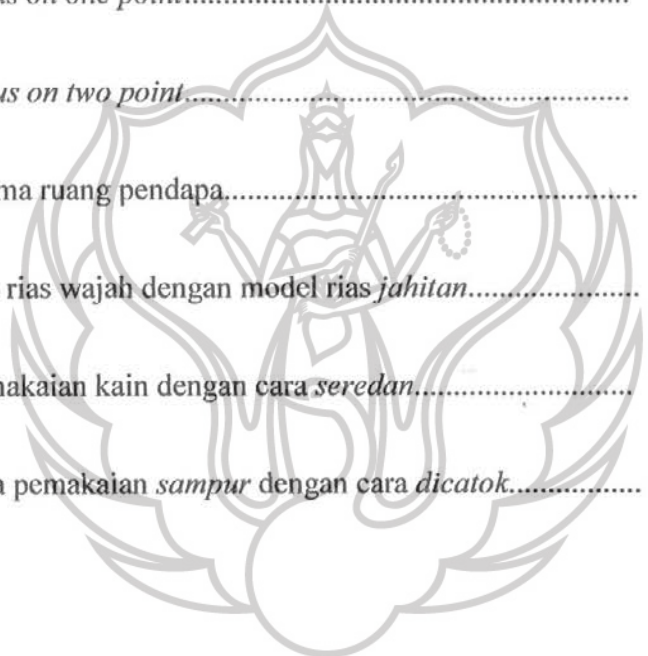 us on one point........................................................................
us on two point....................................................................
ma ruang pendapa................................................................
rias wajah dengan model rias jahitan..........................
nakaian kain dengan cara seredan..................................
a pemakaian sampur dengan cara dicatok....................